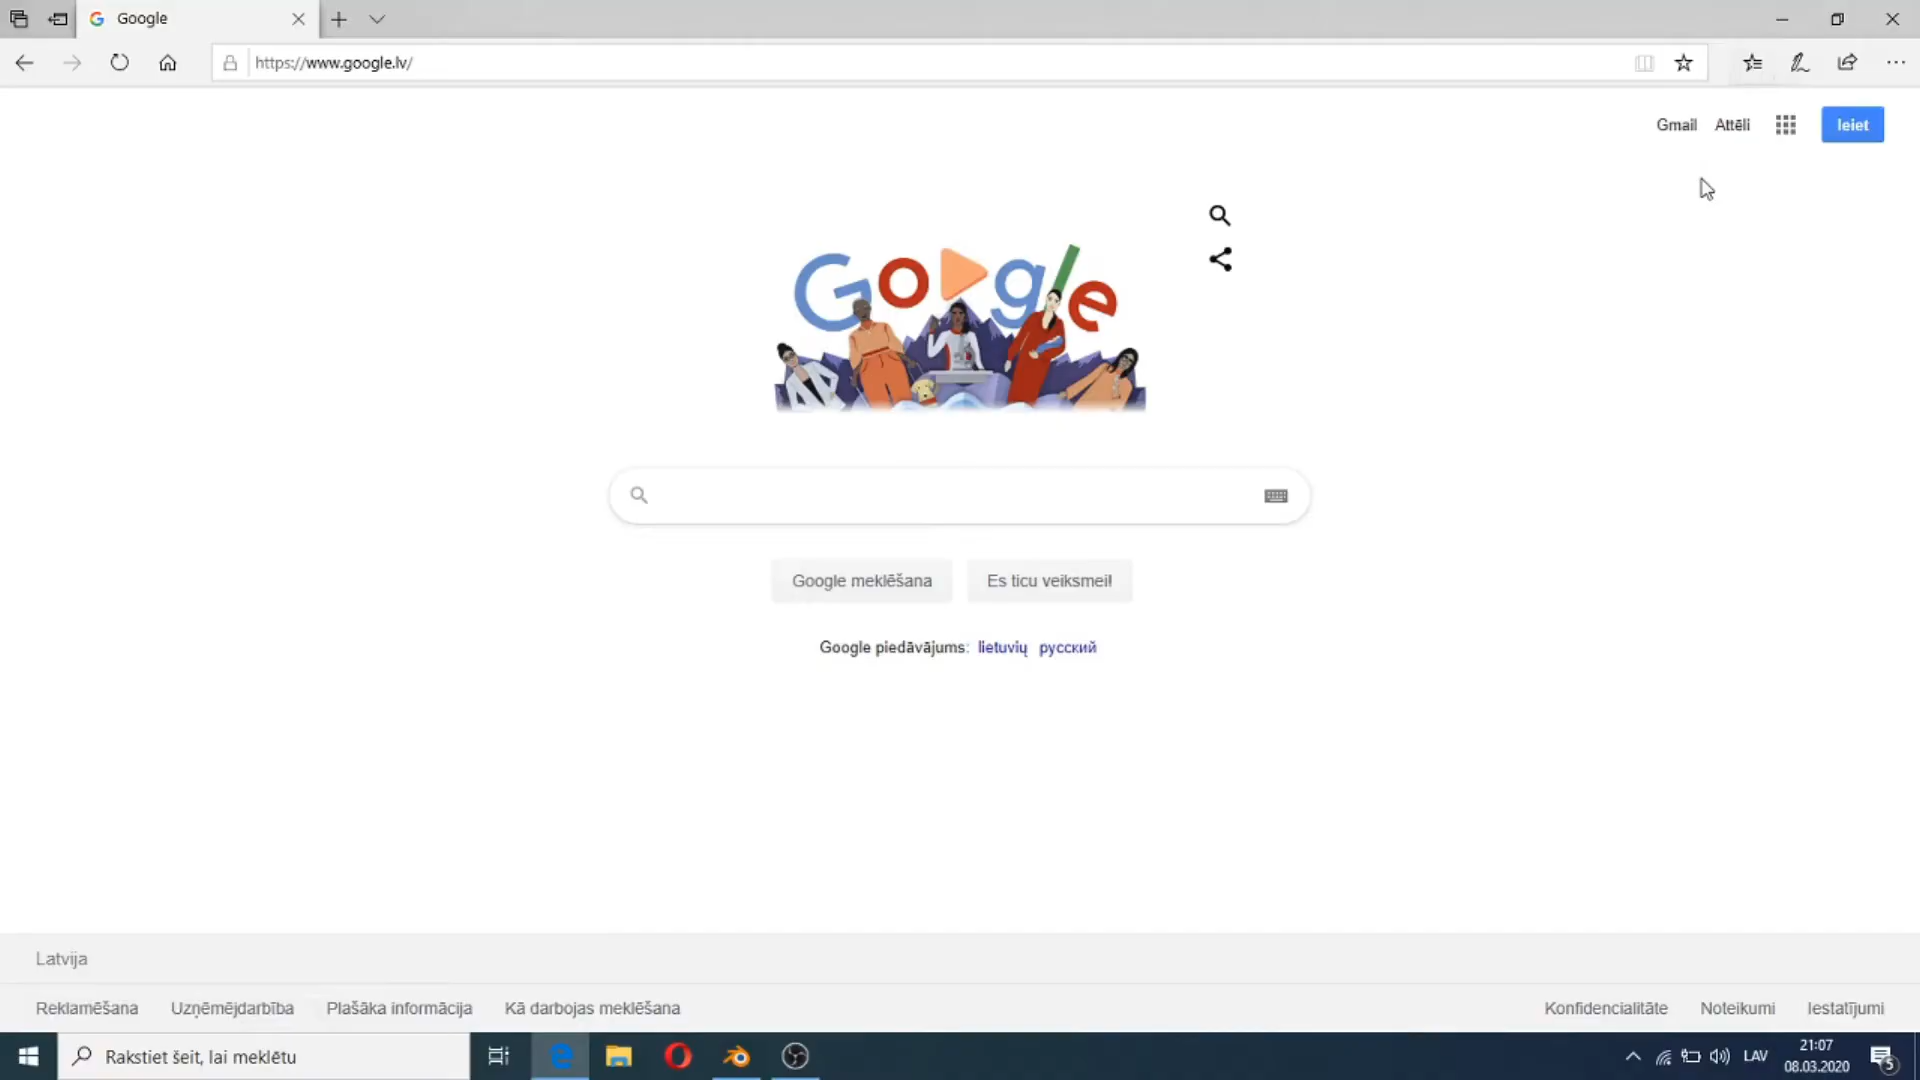 Google
https://www.google.lv/
Gmail Attēli Ieiet
Google
Google meklēšana Es ticu veiksmei!
Google piedāvājums: lietuvių русский
Latvija
Reklamēšana Uzņēmējdarbība Plašāka informācija Kā darbojas meklēšana Konfidencialitāte Noteikumi Iestatījumi
Rakstiet šeit, lai meklētu LAV 21:07
08.03.2020 5